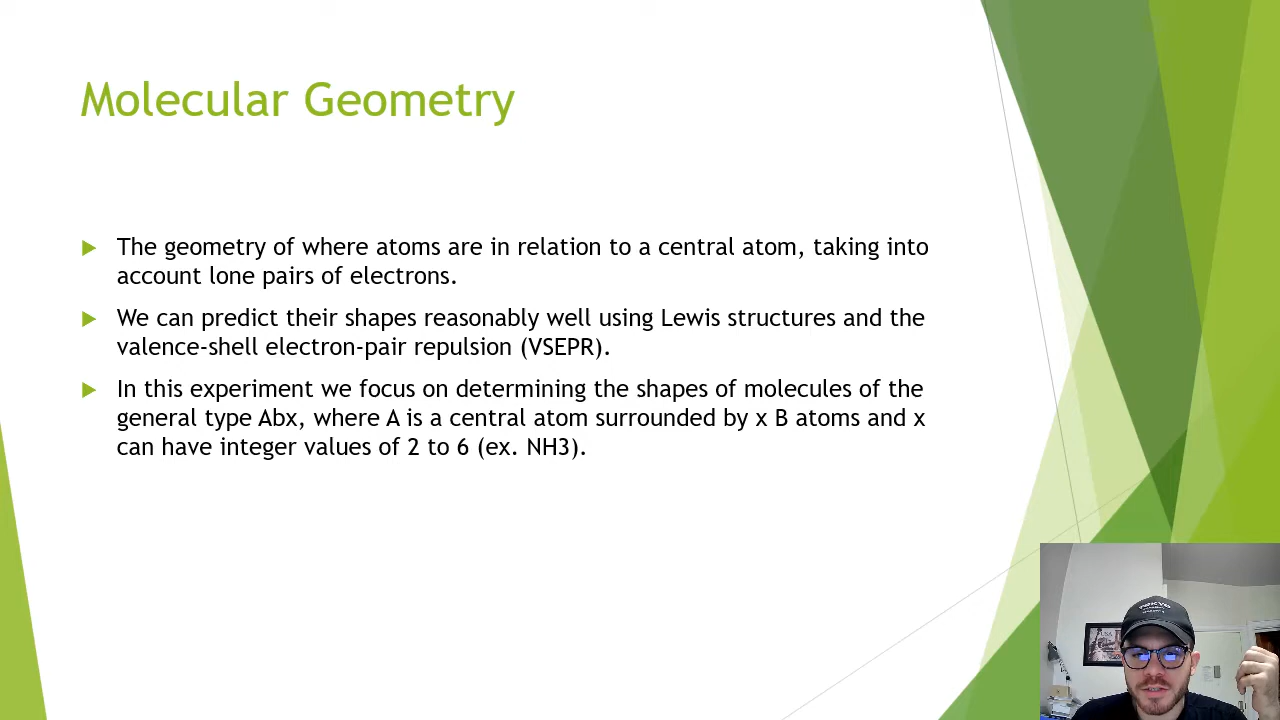 Molecular Geometry
The geometry of where atoms are in relation to a central atom, taking into
account lone pairs of electrons.
We can predict their shapes reasonably well using Lewis structures and the
valence-shell electron-pair repulsion (VSEPR).
In this experiment we focus on determining the shapes of molecules of the
general type Abx, where A is a central atom surrounded by x B atoms and x
can have integer values of 2 to 6 (ex. NH3).
TOKYO